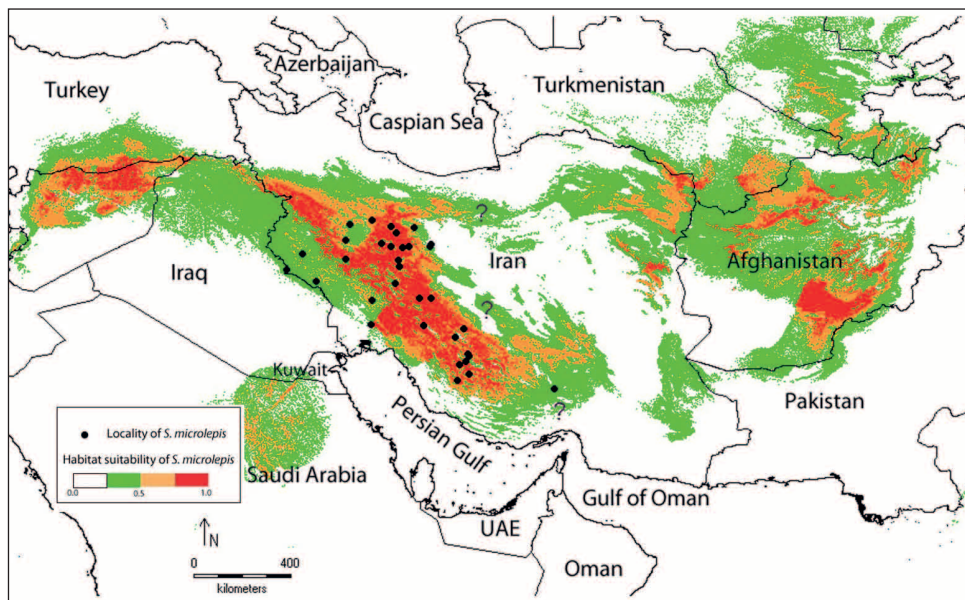 Azerbaijan
Turkey
Turkmenistan
Caspian Sea
?
Iraq
Iran
Afghanistan
?
Kuwait
?
Pakistan
Persian Gulf
Locality of S. microlepis
Habitat suitability of S. microlepis
0.0 0.5 1.0
Saudi Arabia
Gulf of Oman
UAE
N
Oman
0 400
kilometers